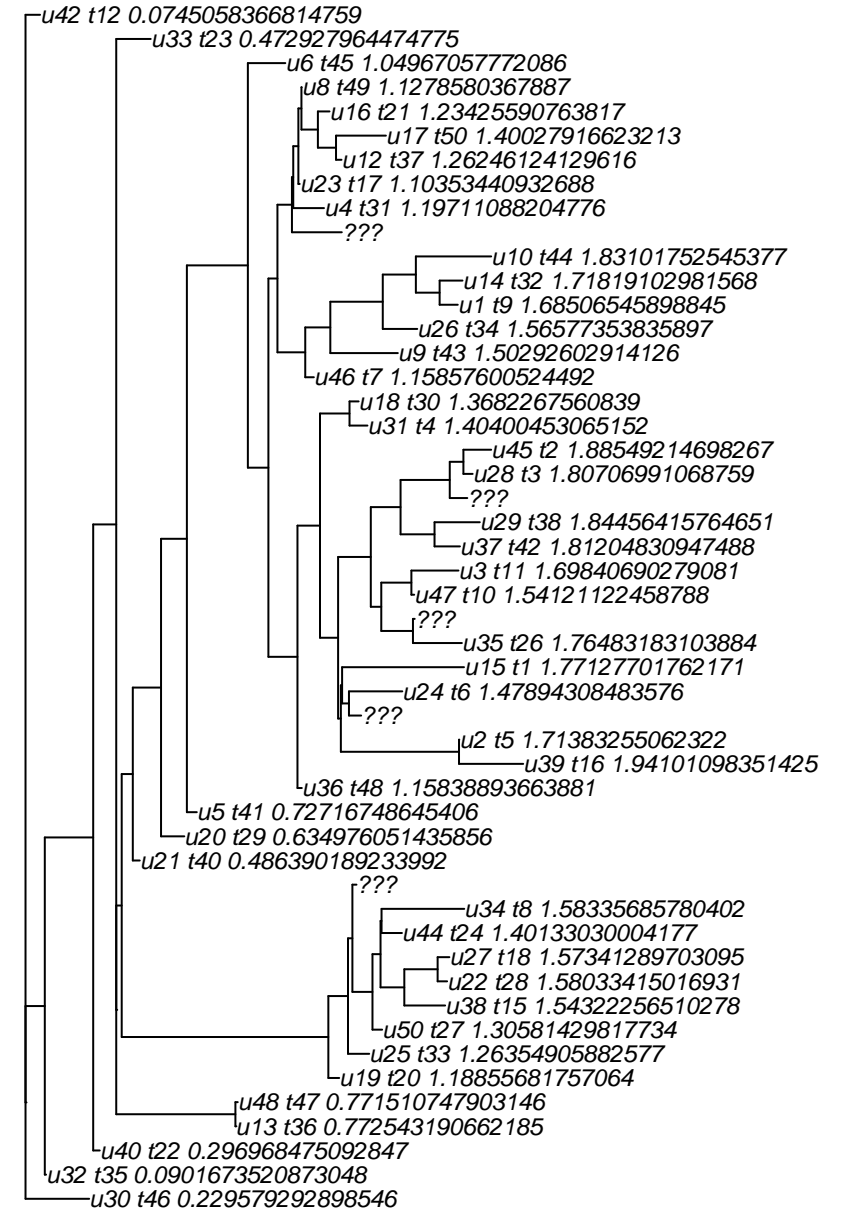 u42 t12 0.0745058366814759
u33 t23 0.472927964474775
u6 t45 1.04967057772086
u8 t49 1.1278580367887
u16 t21 1.23425590763817
u17 t50 1.40027916623213
u12 t37 1.26246124129616
u23 t17 1.10353440932688
u4 t31 1.19711088204776
???
u10 t44 1.83101752545377
u14 t32 1.71819102981568
u1 t9 1.68506545898845
u26 t34 1.56577353835897
u9 t43 1.50292602914126
u46 t7 1.15857600524492
u18 t30 1.3682267560839
u31 t4 1.40400453065152
u45 t2 1.88549214698267
u28 t3 1.80706991068759
???
u29 t38 1.84456415764651
u37 t42 1.81204830947488
u3 t11 1.69840690279081
u47 t10 1.54121122458788
???
u35 t26 1.76483183103884
u15 t1 1.77127701762171
u24 t6 1.47894308483576
???
u2 t5 1.71383255062322
u39 t16 1.94101098351425
u36 t48 1.15838893663881
u5 t41 0.72716748645406
u20 t29 0.634976051435856
u21 t40 0.486390189233992
???
u34 t8 1.58335685780402
u44 t24 1.40133030004177
u27 t18 1.57341289703095
u22 t28 1.58033415016931
u38 t15 1.54322256510278
u50 t27 1.30581429817734
u25 t33 1.26354905882577
u19 t20 1.18855681757064
u48 t47 0.771510747903146
u13 t36 0.772543190662185
u40 t22 0.296968475092847
u32 t35 0.0901673520873048
u30 t46 0.229579292898546